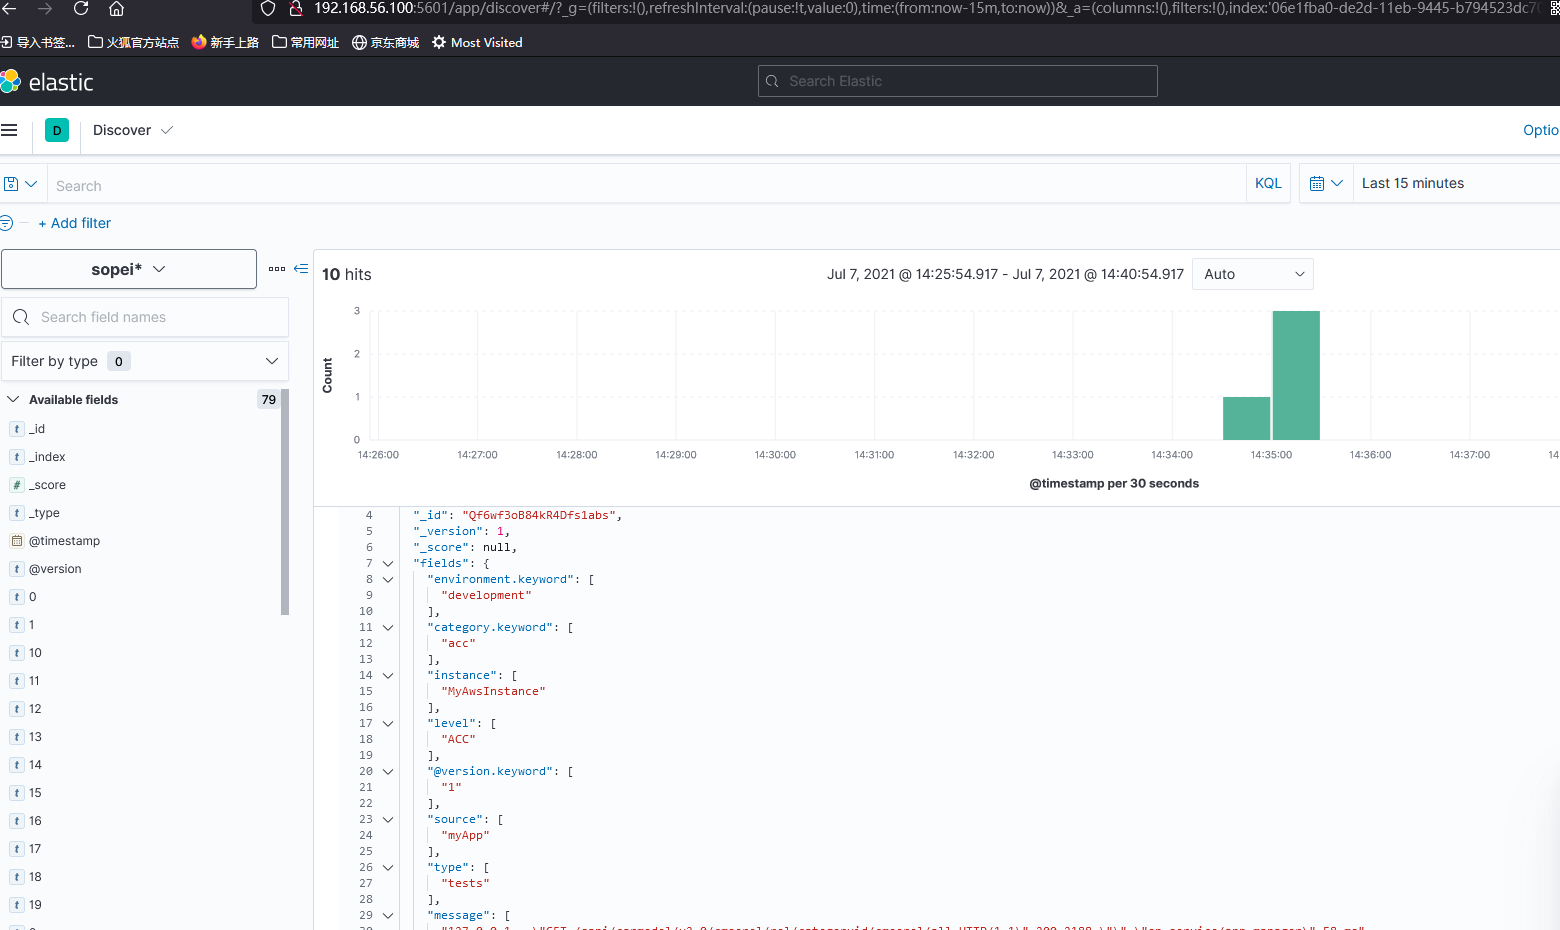 192.168.56.100:5601/app/discover#/?_g=(filters:!(),refreshInterval:(pause:!t,value:0),time:(from:now-15m,to:now))&_a=(columns:!(),filters:!(),index:'06e1fba0-de2d-11eb-9445-b794523dc70
导入书签... 火狐官方站点 新手上路 常用网址 京东商城 Most Visited
elastic Search Elastic
D Discover Optio
Search KQL Last 15 minutes
+ Add filter
sopei*
10 hits Jul 7, 2021 @ 14:25:54.917 - Jul 7, 2021 @ 14:40:54.917 Auto
Search field names
Filter by type 0
Available fields 79
t _id
t _index
# _score
t _type
@timestamp
t @version
t 0
t 1
t 10
t 11
t 12
t 13
t 14
t 15
t 16
t 17
t 18
t 19
Count
3
2
1
0
14:26:00 14:27:00 14:28:00 14:29:00 14:30:00 14:31:00 14:32:00 14:33:00 14:34:00 14:35:00 14:36:00 14:37:00 14
@timestamp per 30 seconds
4 "_id": "Qf6wf3oB84kR4Dfs1abs",
5 "_version": 1,
6 "_score": null,
7 "fields": {
8 "environment.keyword": [
9 "development"
10 ],
11 "category.keyword": [
12 "acc"
13 ],
14 "instance": [
15 "MyAwsInstance"
16 ],
17 "level": [
18 "ACC"
19 ],
20 "@version.keyword": [
21 "1"
22 ],
23 "source": [
24 "myApp"
25 ],
26 "type": [
27 "tests"
28 ],
29 "message": [